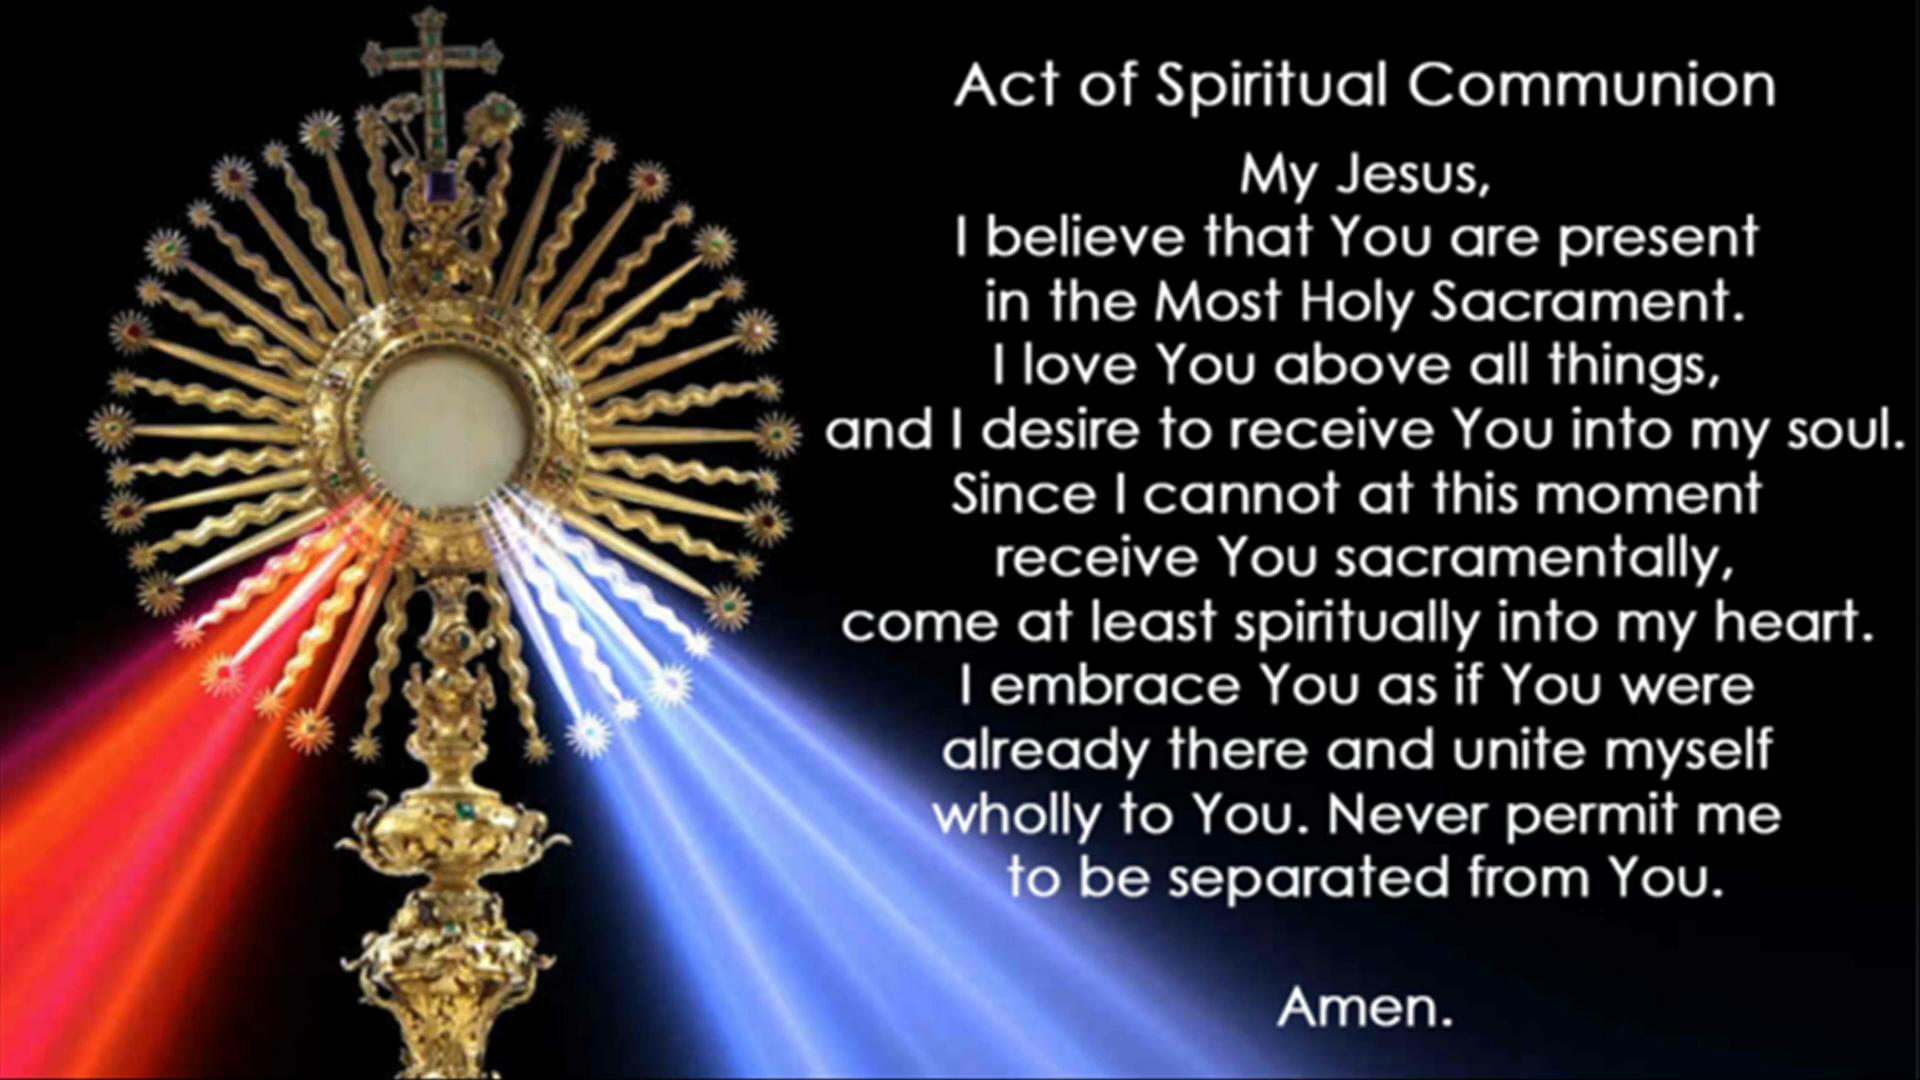 Act of Spiritual Communion
My Jesus,
I believe that You are present
in the Most Holy Sacrament.
I love You above all things,
and I desire to receive You into my soul.
Since I cannot at this moment
receive You sacramentally,
come at least spiritually into my heart.
I embrace You as if You were
already there and unite myself
wholly to You. Never permit me
to be separated from You.
Amen.